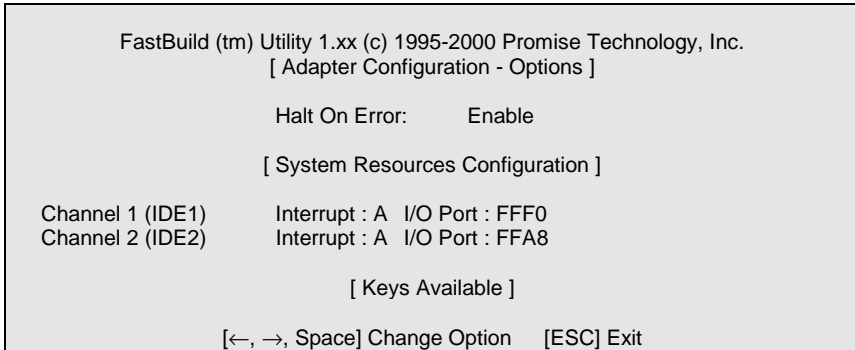 FastBuild (tm) Utility 1.xx (c) 1995-2000 Promise Technology, Inc.
[ Adapter Configuration - Options ]
Halt On Error: Enable
[ System Resources Configuration ]
Channel 1 (IDE1) Interrupt : A I/O Port : FFF0
Channel 2 (IDE2) Interrupt : A I/O Port : FFA8
[ Keys Available ]
[←, →, Space] Change Option [ESC] Exit